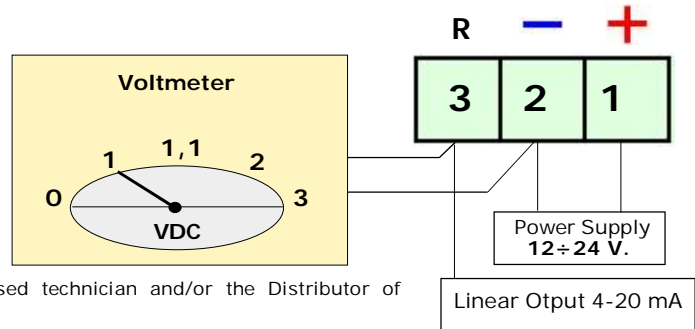 R − +
3 2 1
Voltmeter
0 1 1,1 2 3
VDC
Power Supply
12÷24 V.
sed technician and/or the Distributor of
Linear Otput 4-20 mA